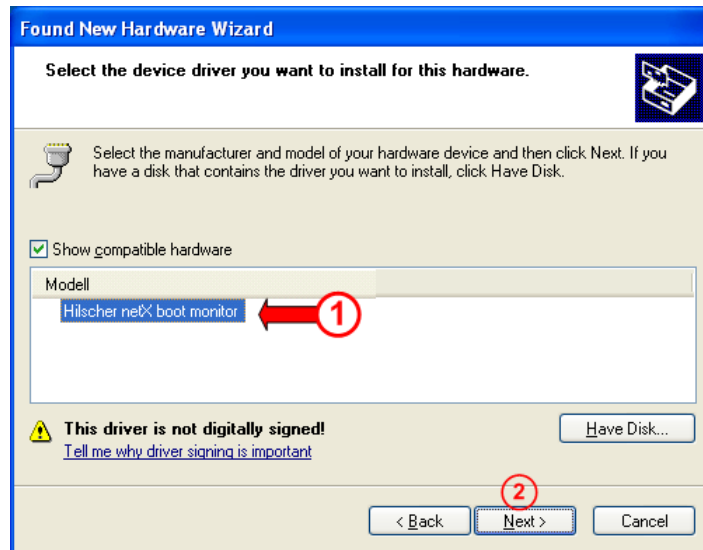 Found New Hardware Wizard
Select the device driver you want to install for this hardware.
Select the manufacturer and model of your hardware device and then click Next. If you
have a disk that contains the driver you want to install, click Have Disk.
Show compatible hardware
Modell
Hilscher netX boot monitor
1
This driver is not digitally signed!
Have Disk...
Tell me why driver signing is important
2
< Back
Next >
Cancel